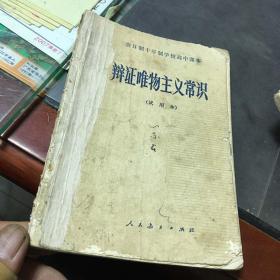 全日制十年制学校高中课本
辩证唯物主义常识
（试用本）
人民教育出版社